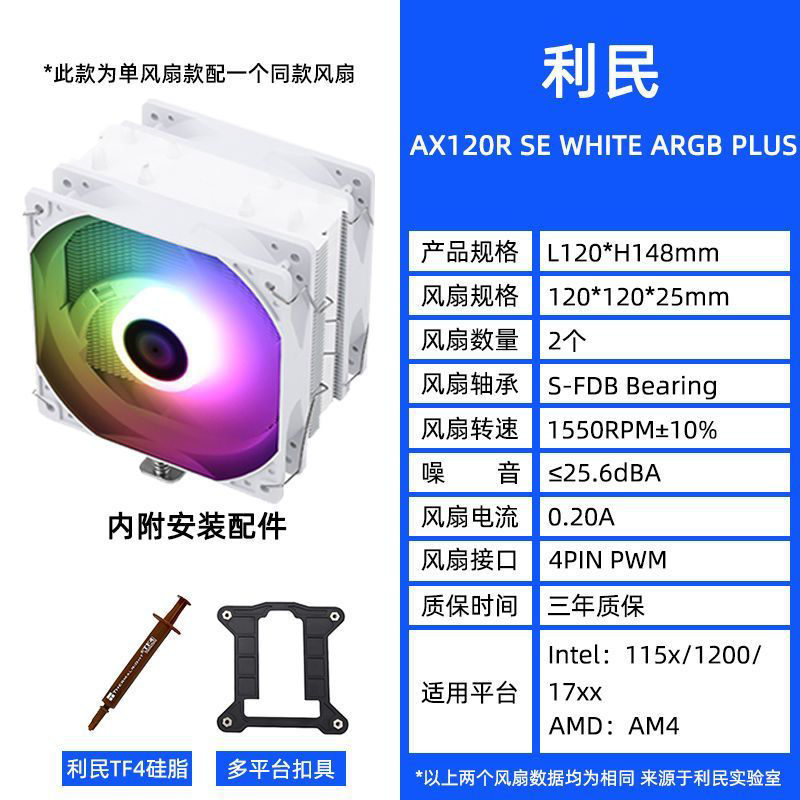 *此款为单风扇款配一个同款风扇
内附安装配件
THERMALRIGHT TF4
利民TF4硅脂
多平台扣具
利民
AX120R SE WHITE ARGB PLUS
产品规格 L120*H148mm
风扇规格 120*120*25mm
风扇数量 2个
风扇轴承 S-FDB Bearing
风扇转速 1550RPM±10%
噪 音 ≤25.6dBA
风扇电流 0.20A
风扇接口 4PIN PWM
质保时间 三年质保
适用平台 Intel：115x/1200/
17xx
AMD：AM4
*以上两个风扇数据均为相同 来源于利民实验室